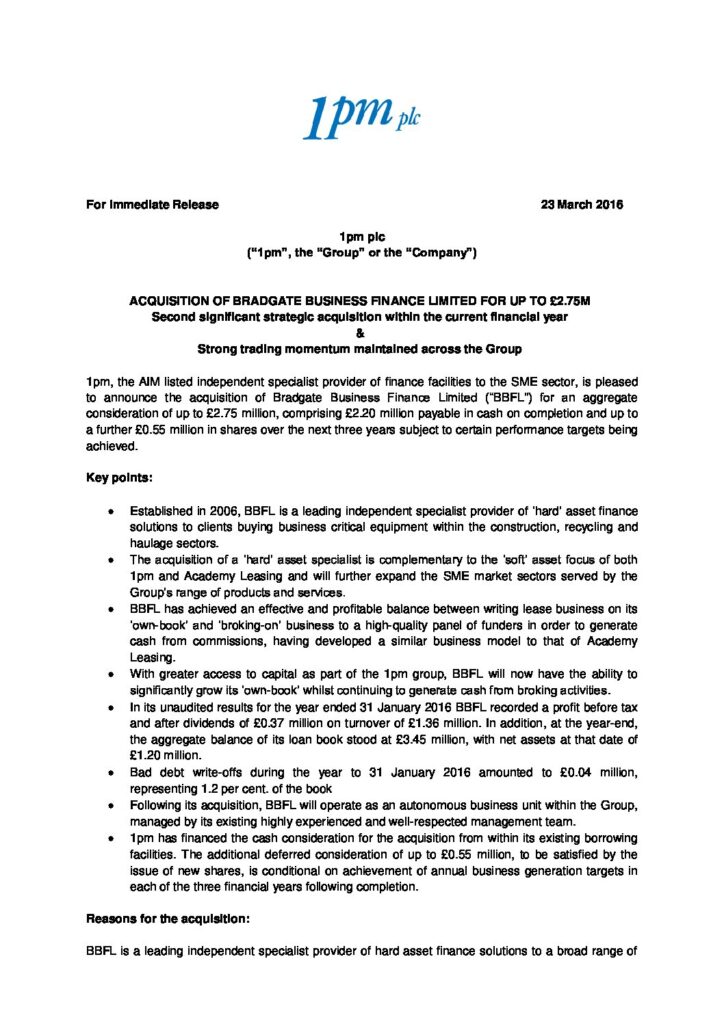 1pm plc
For Immediate Release 23 March 2016
1pm plc
("1pm", the "Group" or the "Company")
ACQUISITION OF BRADGATE BUSINESS FINANCE LIMITED FOR UP TO £2.75M
Second significant strategic acquisition within the current financial year
&
Strong trading momentum maintained across the Group
1pm, the AIM listed independent specialist provider of finance facilities to the SME sector, is pleased
to announce the acquisition of Bradgate Business Finance Limited ("BBFL") for an aggregate
consideration of up to £2.75 million, comprising £2.20 million payable in cash on completion and up to
a further £0.55 million in shares over the next three years subject to certain performance targets being
achieved.
Key points:
• Established in 2006, BBFL is a leading independent specialist provider of 'hard' asset finance
solutions to clients buying business critical equipment within the construction, recycling and
haulage sectors.
• The acquisition of a 'hard' asset specialist is complementary to the 'soft' asset focus of both
1pm and Academy Leasing and will further expand the SME market sectors served by the
Group's range of products and services.
• BBFL has achieved an effective and profitable balance between writing lease business on its
'own-book' and 'broking-on' business to a high-quality panel of funders in order to generate
cash from commissions, having developed a similar business model to that of Academy
Leasing.
• With greater access to capital as part of the 1pm group, BBFL will now have the ability to
significantly grow its 'own-book' whilst continuing to generate cash from broking activities.
• In its unaudited results for the year ended 31 January 2016 BBFL recorded a profit before tax
and after dividends of £0.37 million on turnover of £1.36 million. In addition, at the year-end,
the aggregate balance of its loan book stood at £3.45 million, with net assets at that date of
£1.20 million.
• Bad debt write-offs during the year to 31 January 2016 amounted to £0.04 million,
representing 1.2 per cent. of the book
• Following its acquisition, BBFL will operate as an autonomous business unit within the Group,
managed by its existing highly experienced and well-respected management team.
• 1pm has financed the cash consideration for the acquisition from within its existing borrowing
facilities. The additional deferred consideration of up to £0.55 million, to be satisfied by the
issue of new shares, is conditional on achievement of annual business generation targets in
each of the three financial years following completion.
Reasons for the acquisition:
BBFL is a leading independent specialist provider of hard asset finance solutions to a broad range of